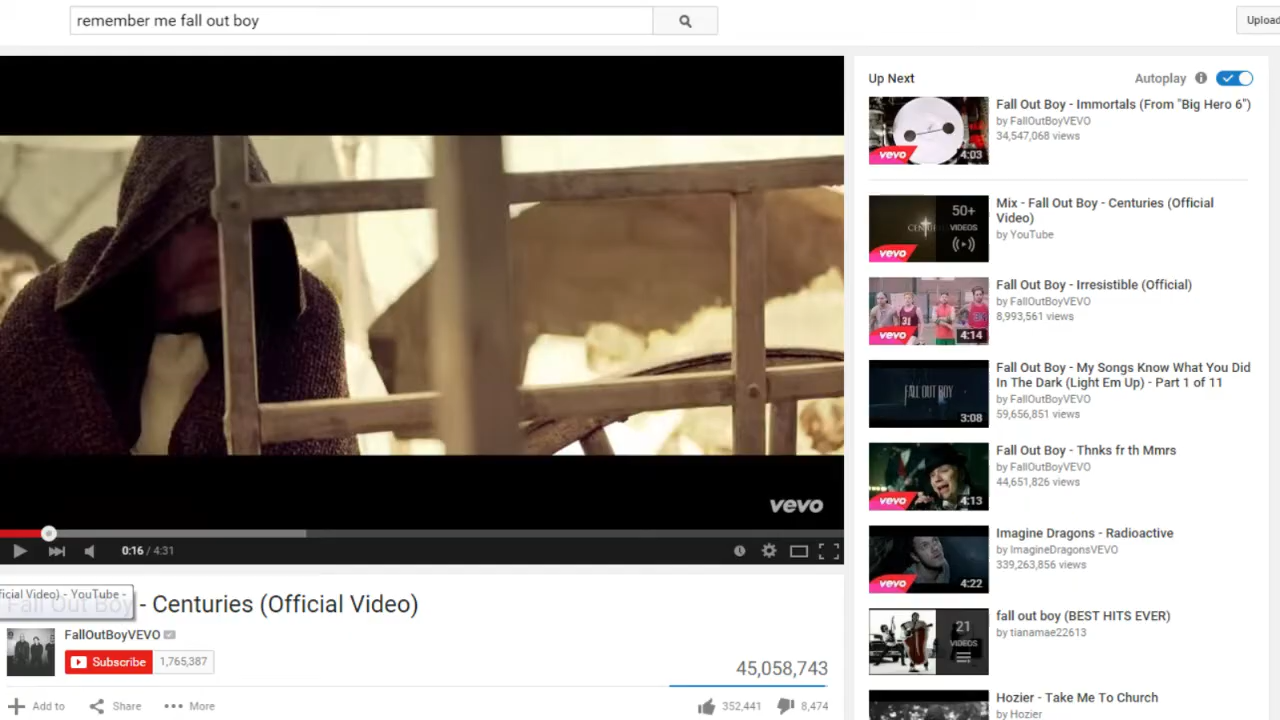 remember me fall out boy
Upload
Up Next
Autoplay
Fall Out Boy - Immortals (From "Big Hero 6")
by FallOutBoyVEVO
34,547,068 views
vevo
4:03
Mix - Fall Out Boy - Centuries (Official
Video)
by YouTube
50+
VIDEOS
vevo
Fall Out Boy - Irresistible (Official)
by FallOutBoyVEVO
8,993,561 views
31
vevo
4:14
Fall Out Boy - My Songs Know What You Did
In The Dark (Light Em Up) - Part 1 of 11
by FallOutBoyVEVO
59,656,851 views
FALL OUT BOY
3:08
Fall Out Boy - Thnks fr th Mmrs
by FallOutBoyVEVO
44,651,826 views
vevo
4:13
Imagine Dragons - Radioactive
by ImagineDragonsVEVO
339,263,856 views
vevo
4:22
fall out boy (BEST HITS EVER)
by tianamae22613
21
VIDEOS
Hozier - Take Me To Church
by Hozier
vevo
0:16 / 4:31
ficial Video) - YouTube -
Fall Out Boy - Centuries (Official Video)
FallOutBoyVEVO
Subscribe
1,765,387
45,058,743
Add to
Share
More
352,441
8,474